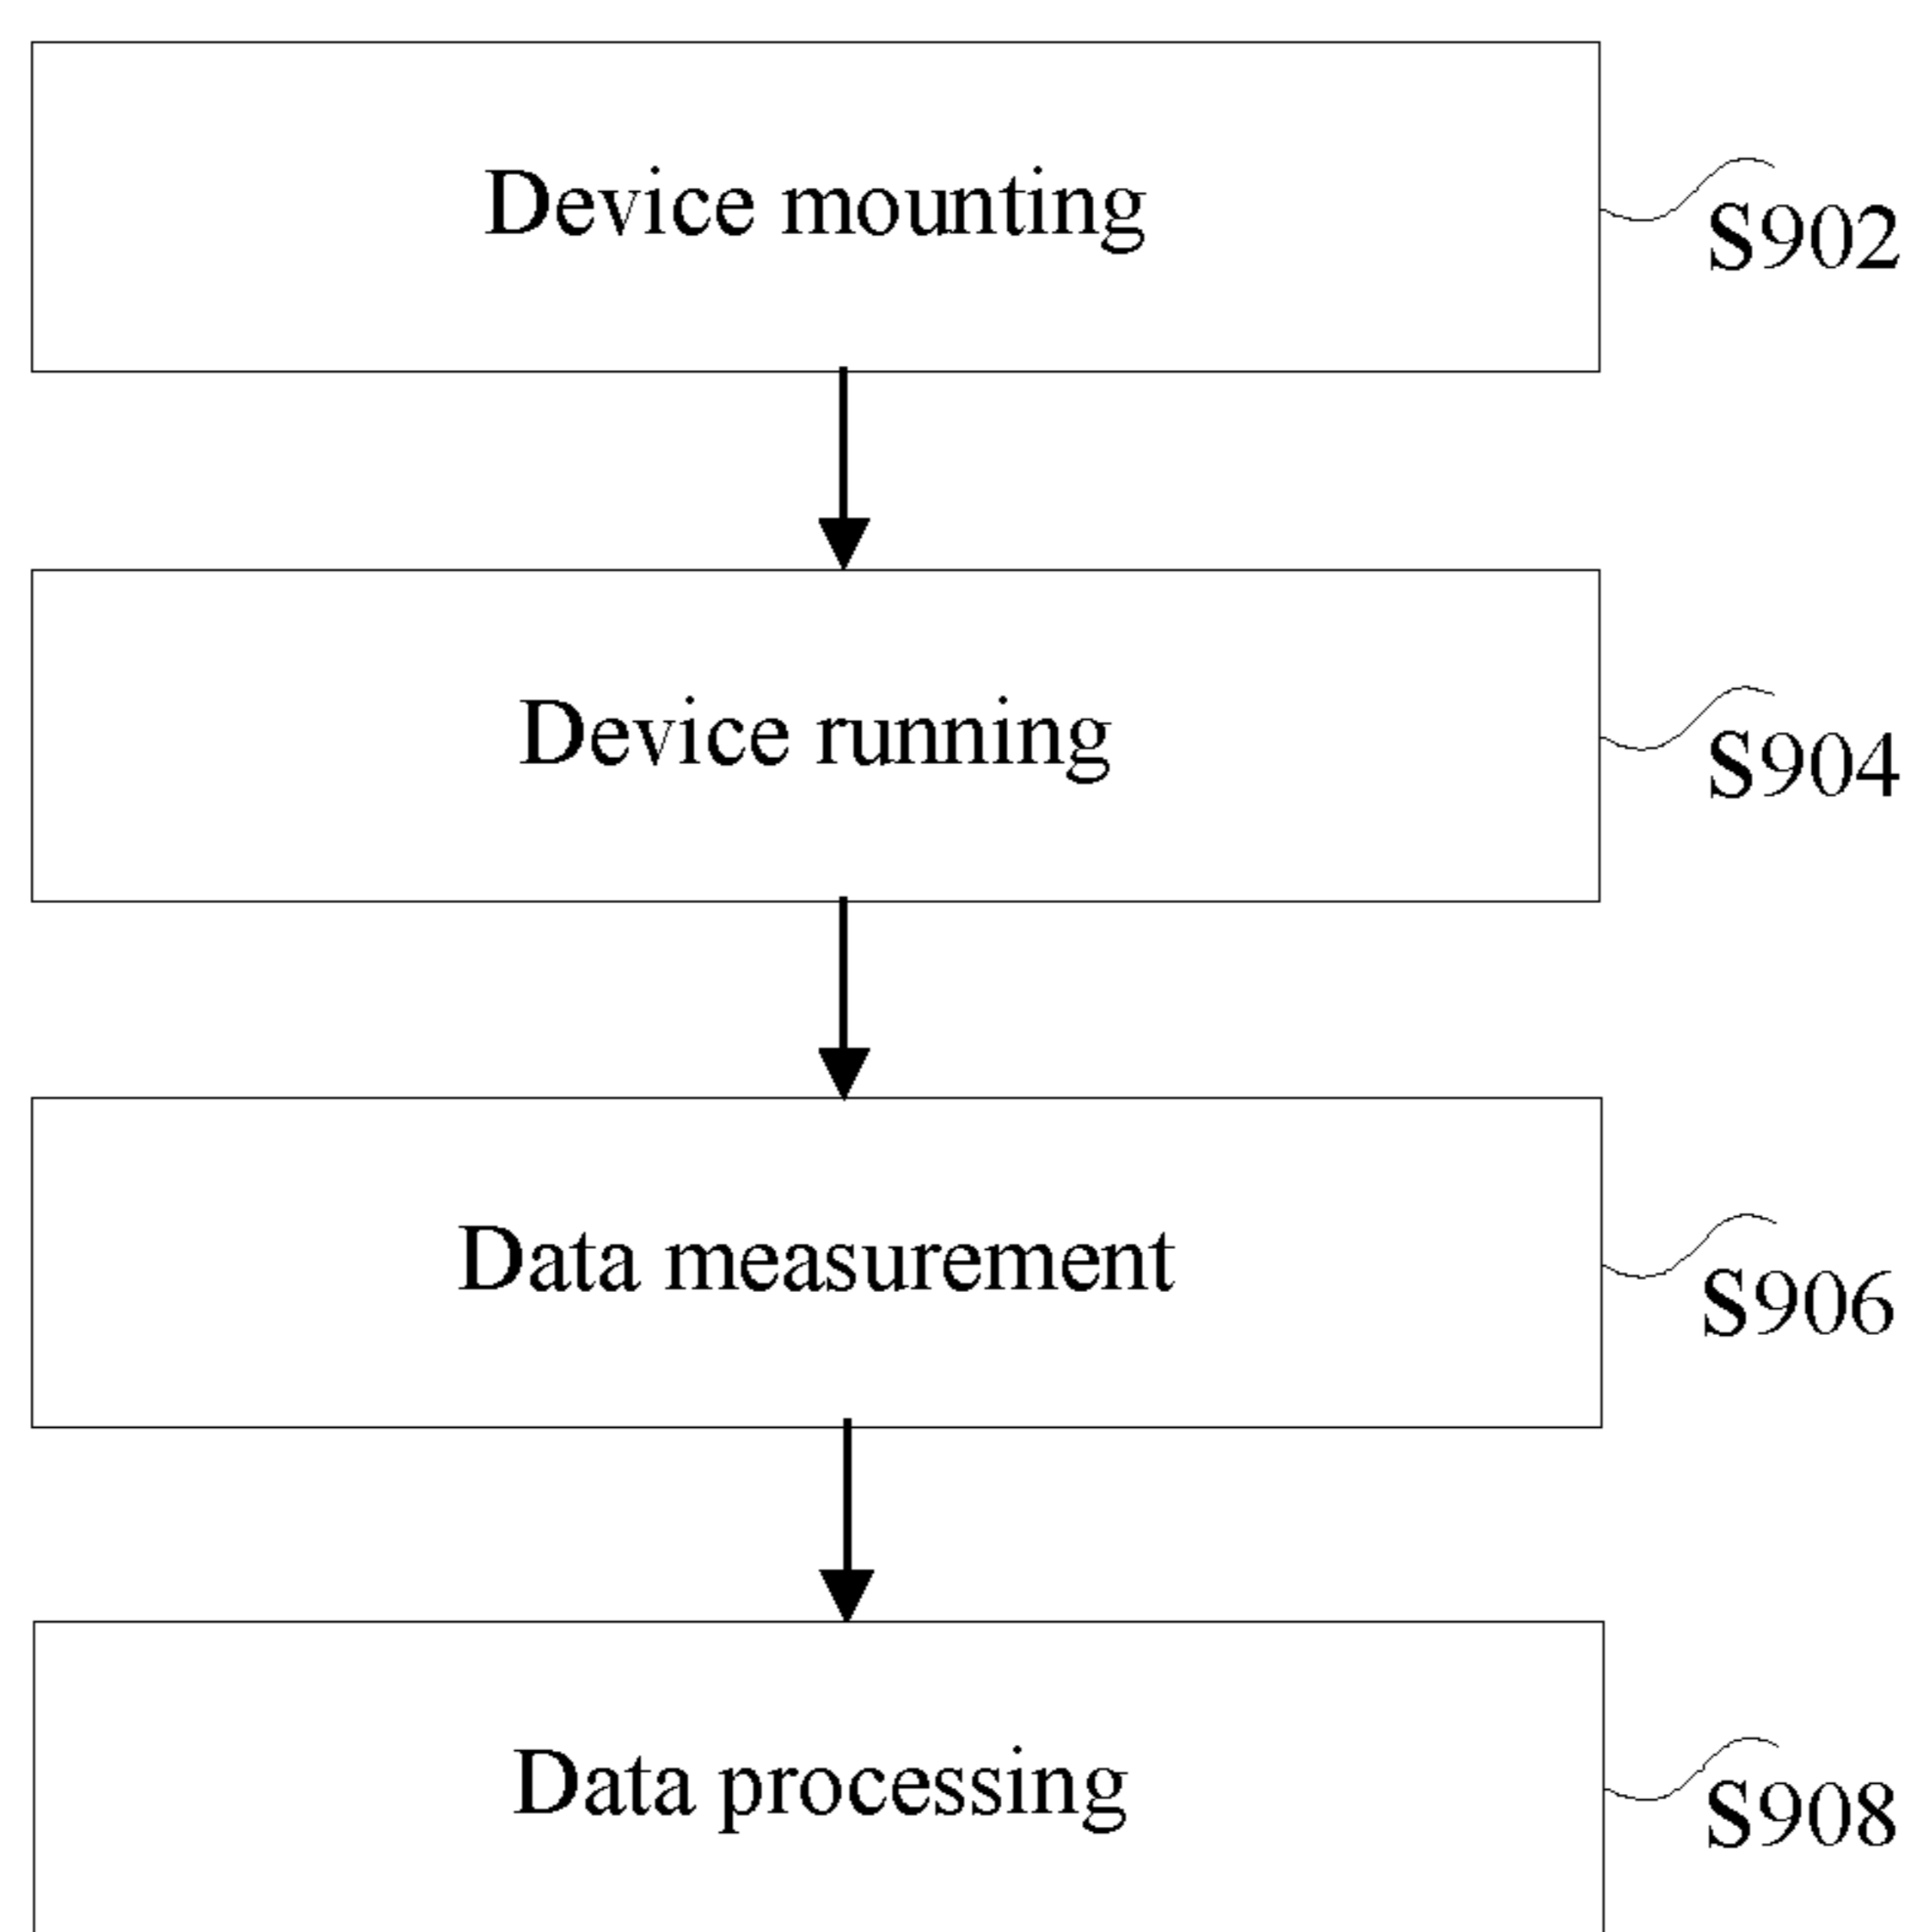 Device mounting
S902
Device running
S904
Data measurement
S906
Data processing
S908